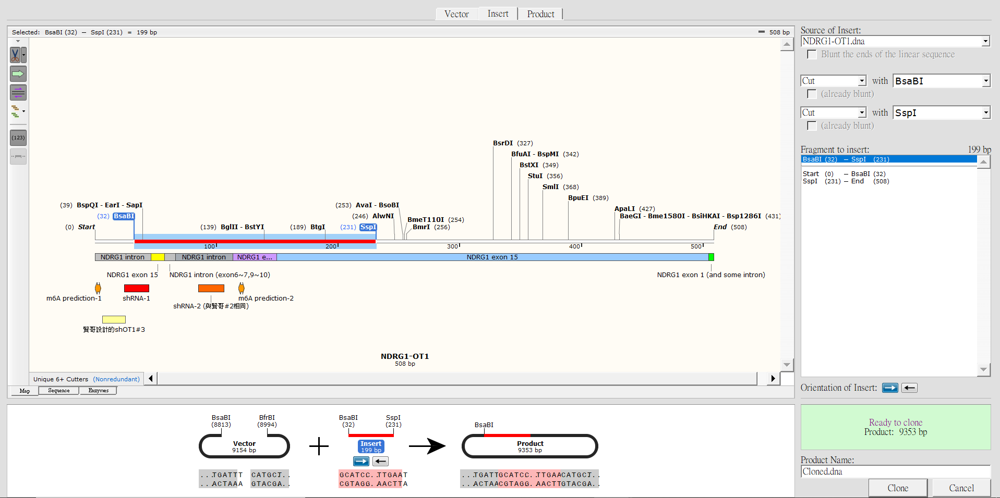 Vector Insert Product
Selected: BsaBI (32) – SspI (231) = 199 bp
508 bp
(123)
BsrDI (327)
BfuAI - BspMI (342)
BstXI (349)
StuI (356)
SmlI (368)
BpuEI (389)
(39) BspQI - EarI - SapI
(253) AvaI - BsoBI
ApaLI (427)
(32) BsaBI
(246) AlwNI
BmeT110I (254)
BaeGI - Bme1580I - BsiHKAI - Bsp1286I (431)
(0) Start
(139) BglII - BstYI
(189) BtgI
(231) SspI
BmrI (256)
End (508)
100 200 300 400 500
NDRG1 intron NDRG1 intron NDRG1 e... NDRG1 exon 15
NDRG1 exon 15 NDRG1 intron (exon6~7,9~10) NDRG1 exon 1 (and some intron)
m6A prediction-1 shRNA-1 m6A prediction-2
shRNA-2 (與賢哥#2相同)
賢哥設計的shOT1#3
NDRG1-OT1
508 bp
Unique 6+ Cutters (Nonredundant)
Map Sequence Enzymes
Source of Insert:
NDRG1-OT1.dna
Blunt the ends of the linear sequence
Cut with BsaBI
(already blunt)
Cut with SspI
(already blunt)
Fragment to insert: 199 bp
BsaBI (32) – SspI (231)
Start (0) – BsaBI (32)
SspI (231) – End (508)
Orientation of Insert:
BsaBI BfrBI BsaBI SspI
(8813) (8994) (32) (231)
BsaBI
Vector Insert Product
9154 bp 199 bp 9353 bp
...TGATTT CATGCT.. GCATCC..TTGAAT ...TGATTGCATCC..TTGAACATGCT..
...ACTAAA GTACGA.. CGTAGG.AACTTA ...ACTAACGTAGG.AACTTGTACGA..
Ready to clone
Product: 9353 bp
Product Name:
Cloned.dna
Clone Cancel